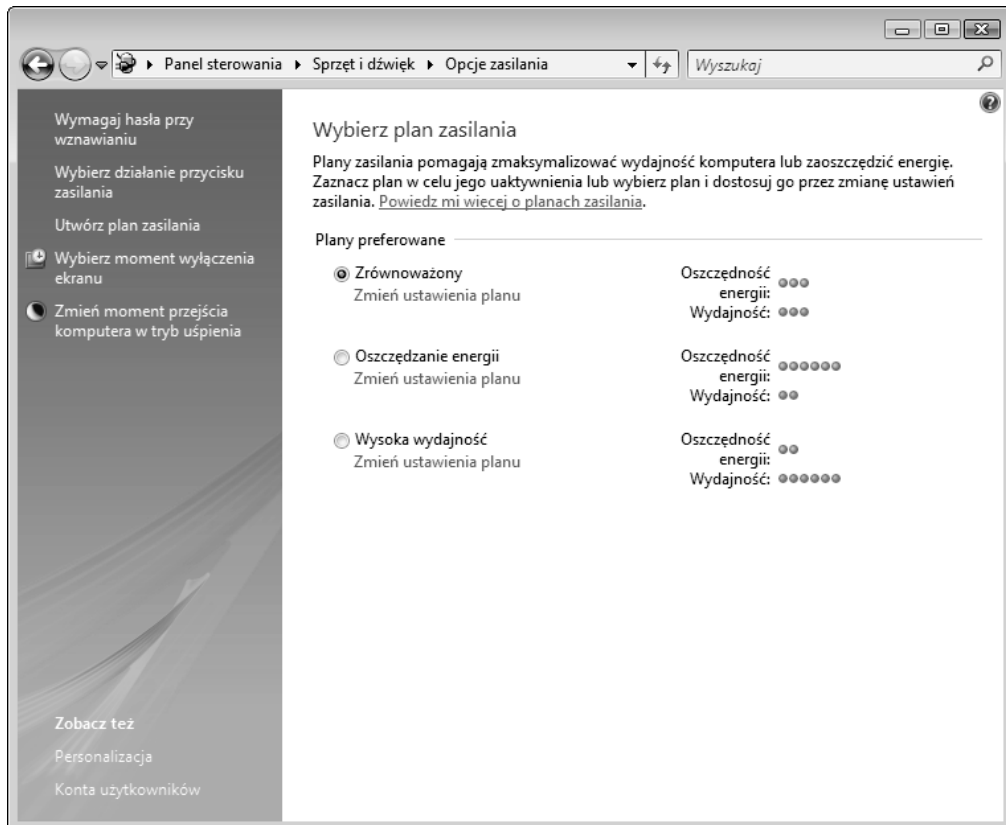 Panel sterowania
Sprzęt i dźwięk
Opcje zasilania
Wyszukaj
Wymagaj hasła przy
wznawianiu
Wybierz działanie przycisku
zasilania
Utwórz plan zasilania
Wybierz moment wyłączenia
ekranu
Zmień moment przejścia
komputera w tryb uśpienia
Zobacz też
Personalizacja
Konta użytkowników
Wybierz plan zasilania
Plany zasilania pomagają zmaksymalizować wydajność komputera lub zaoszczędzić energię.
Zaznacz plan w celu jego uaktywnienia lub wybierz plan i dostosuj go przez zmianę ustawień
zasilania. Powiedz mi wiecej o planach zasilania.
Plany preferowane
Zrównoważony
Zmień ustawienia planu
Oszczędność
energii:
Wydajność:
Oszczędzanie energii
Zmień ustawienia planu
Oszczędność
energii:
Wydajność:
Wysoka wydajność
Zmień ustawienia planu
Oszczędność
energii:
Wydajność: